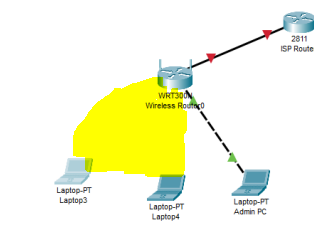 2811
ISP Route
WRT300N
Wireless Router0
Laptop-PT
Laptop3
Laptop-PT
Laptop4
Laptop-PT
Admin PC